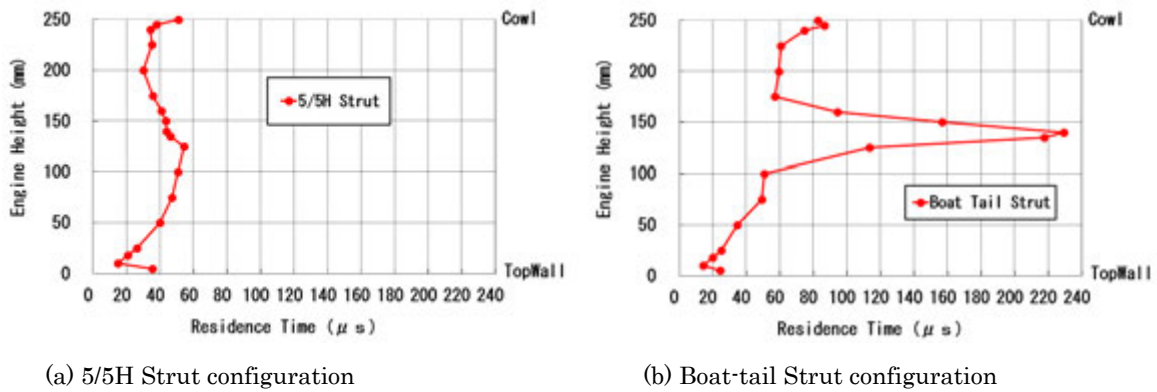 250
200
150
100
50
0
Engine Height (mm)
5/5H Strut
Cowl
TopWall
0 20 40 60 80 100 120 140 160 180 200 220 240
Residence Time (μs)
(a) 5/5H Strut configuration
250
200
150
100
50
0
Engine Height (mm)
Boat Tail Strut
Cowl
TopWall
0 20 40 60 80 100 120 140 160 180 200 220 240
Residence Time (μs)
(b) Boat-tail Strut configuration